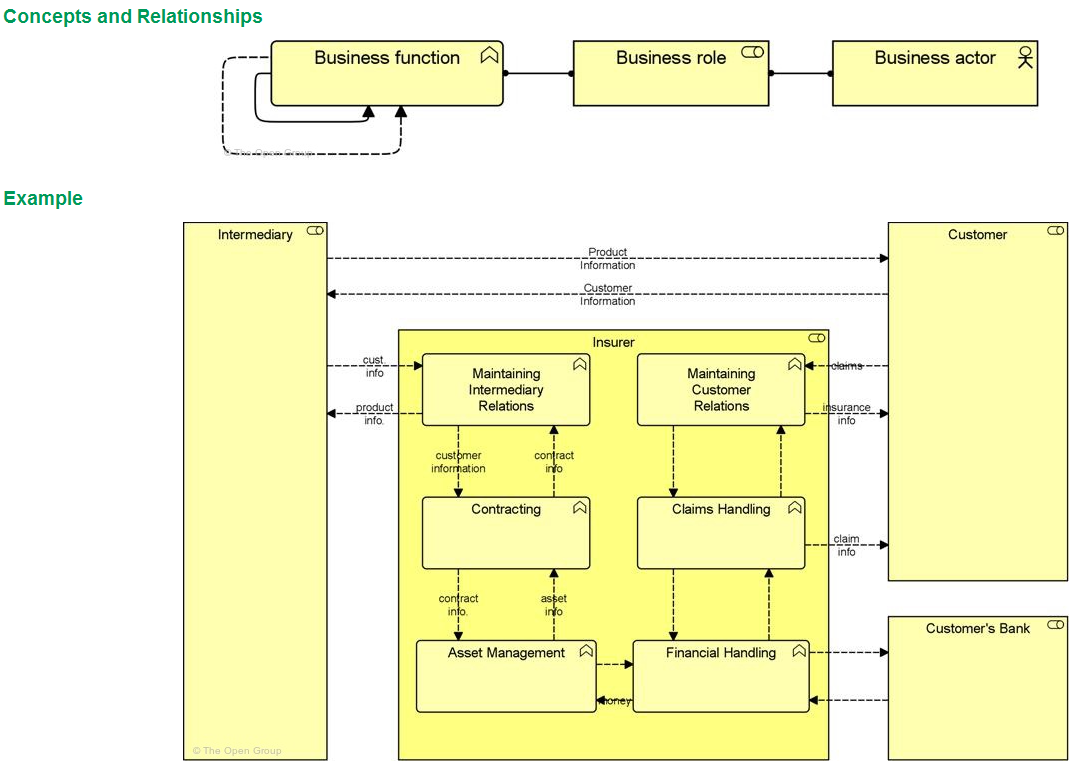 Concepts and Relationships
Business function
Business role
Business actor
© The Open Group
Example
Intermediary
Customer
Product
Information
Customer
Information
Insurer
cust.
info
Maintaining
Intermediary
Relations
Maintaining
Customer
Relations
claims
product
info.
insurance
info
customer
information
contract
info
Contracting
Claims Handling
claim
info
contract
info.
asset
info
Customer's Bank
Asset Management
Financial Handling
money
© The Open Group